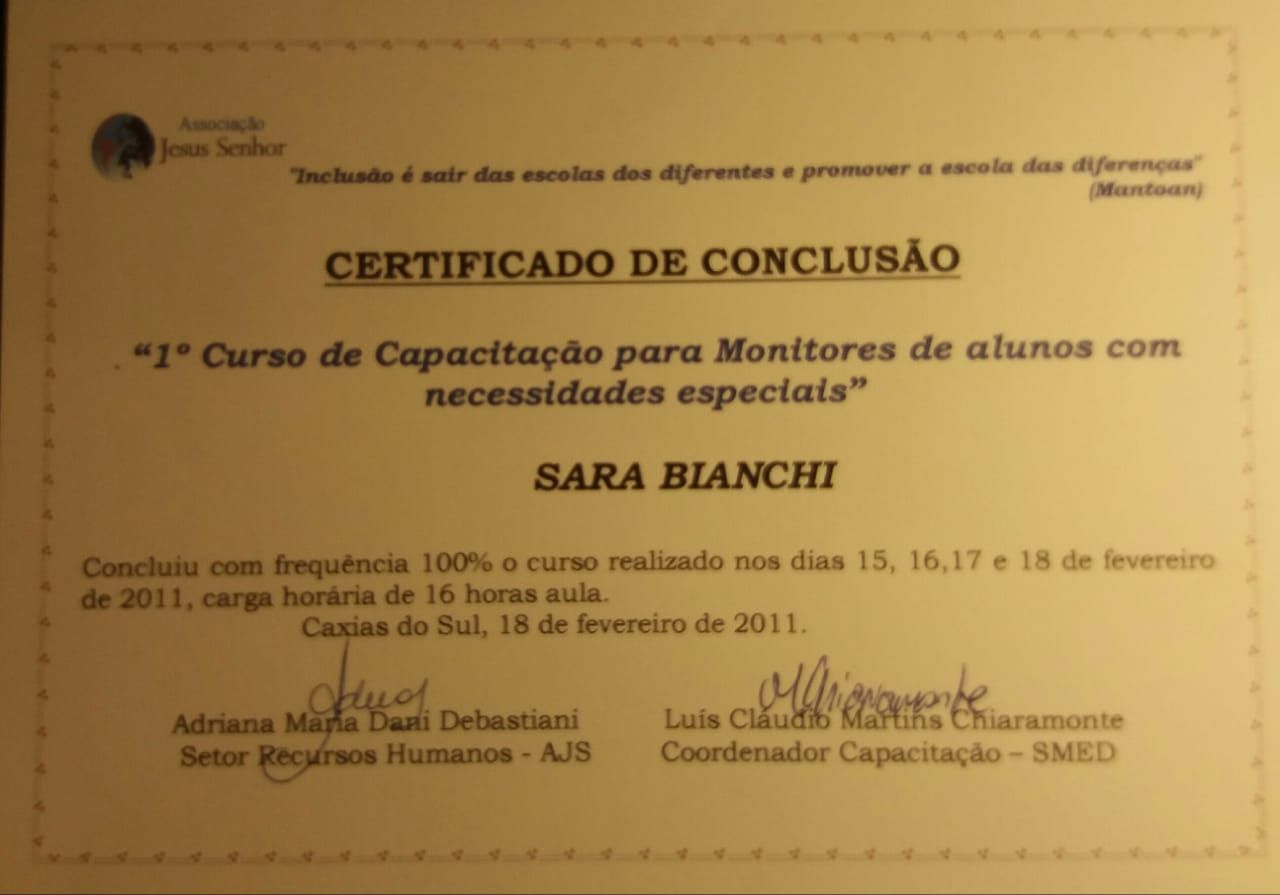 Associação
Jesus Senhor
"Inclusão é sair das escolas dos diferentes e promover a escola das diferenças"
(Mantoan)
CERTIFICADO DE CONCLUSÃO
“1º Curso de Capacitação para Monitores de alunos com
necessidades especiais”
SARA BIANCHI
Concluiu com frequência 100% o curso realizado nos dias 15, 16,17 e 18 de fevereiro
de 2011, carga horária de 16 horas aula.
Caxias do Sul, 18 de fevereiro de 2011.
Adriana Maria Dani Debastiani
Setor Recursos Humanos - AJS
Luís Cláudio Martins Chiaramonte
Coordenador Capacitação – SMED